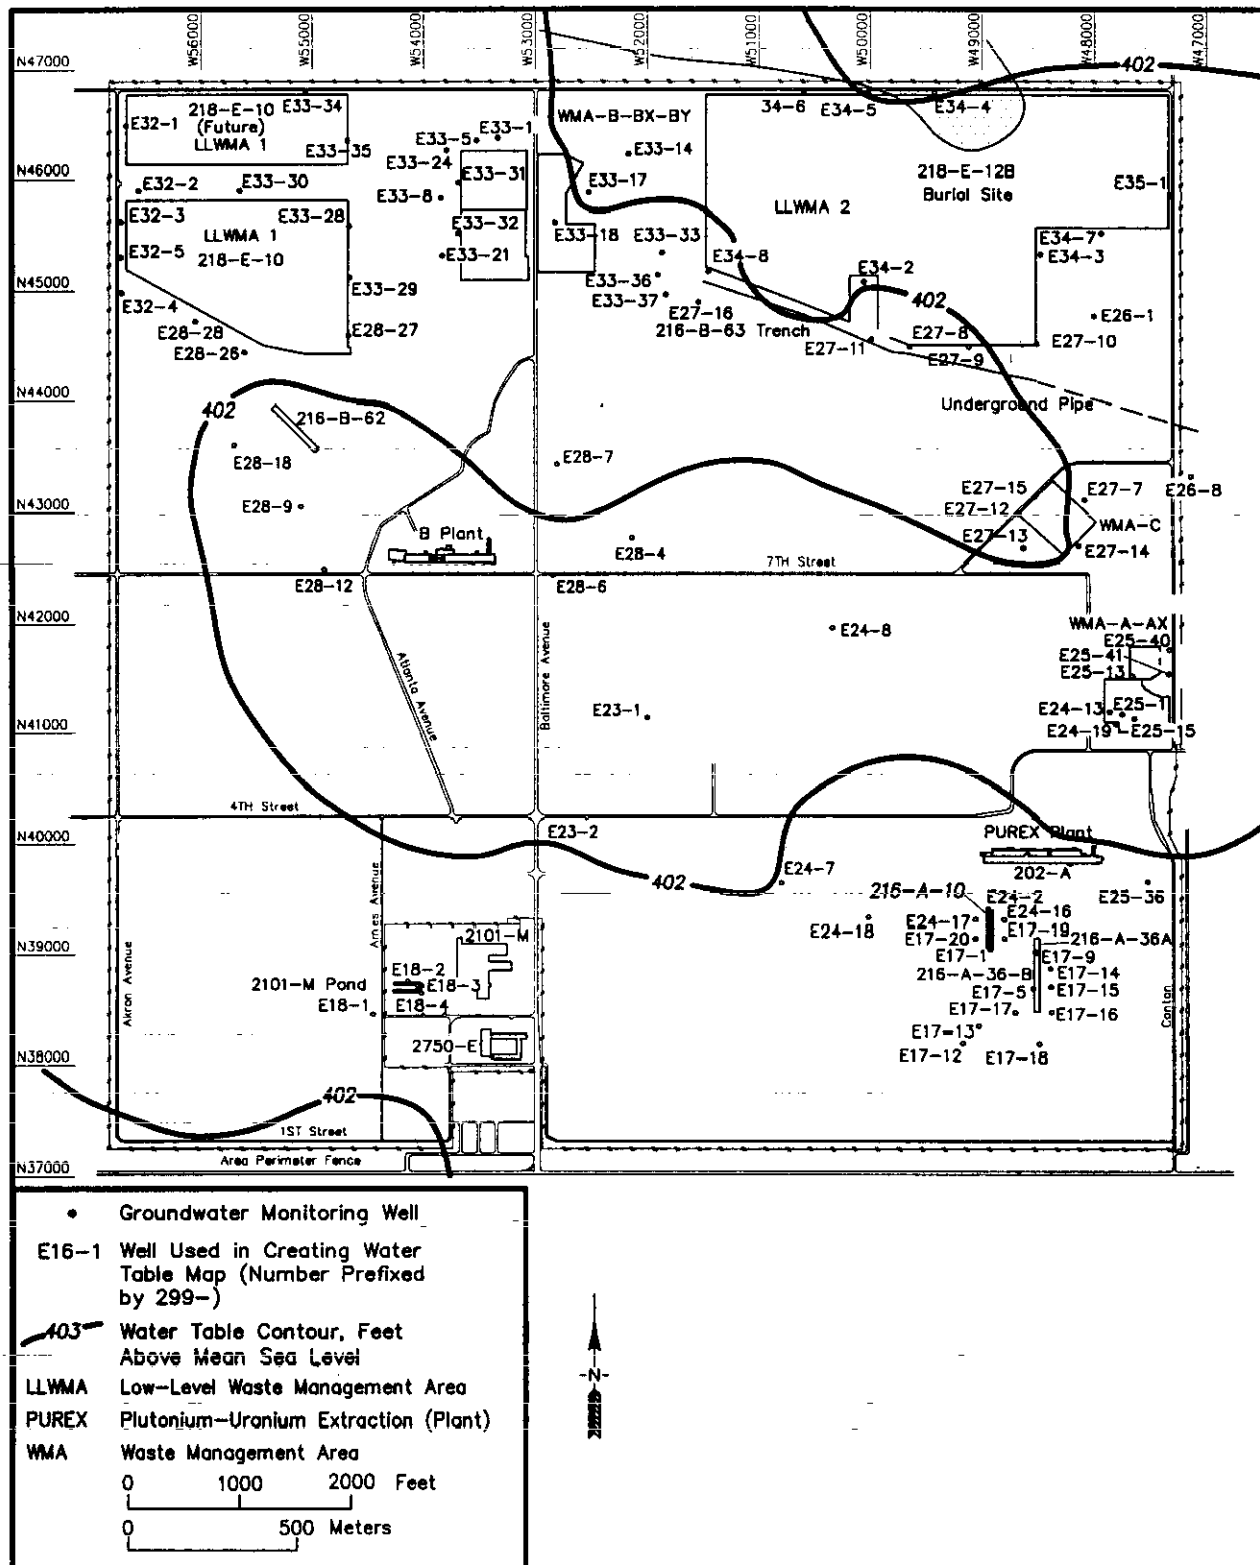 W56000
W55000
W54000
W53000
W52000
W51000
W50000
W49000
W48000
W47000
N47000
402
218-E-10
(Future)
LLWMA 1
E33-34
E32-1
E33-35
E33-5
E33-1
E33-24
WMA-B-BX-BY
E33-14
34-6
E34-5
E34-4
N46000
E32-2
E33-30
E33-31
E33-8
E33-17
218-E-12B
Burial Site
E35-1
LLWMA 2
E32-3
E33-28
E33-32
E33-18
E33-33
LLWMA 1
218-E-10
E32-5
E33-21
E34-8
E34-7
E34-3
E34-2
N45000
E33-36
E33-29
E33-37
E27-16
402
E32-4
E28-28
E28-27
216-B-63 Trench
E27-8
E26-1
E28-26
E27-11
E27-9
E27-10
N44000
402
216-B-62
Underground Pipe
E28-18
E28-7
N43000
E28-9
E27-15
E27-7
E26-8
E27-12
B Plant
WMA-C
E28-4
E27-13
E27-14
7TH Street
E28-12
E28-6
N42000
E24-8
WMA-A-AX
E25-40
E25-41
E25-13
Atlanta Avenue
Baltimore Avenue
N41000
E23-1
E24-13
E25-1
E24-19
E25-15
4TH Street
N40000
E23-2
PUREX Plant
202-A
402
E24-7
E25-36
216-A-10
E24-2
E24-16
E24-18
E24-17
E17-19
E17-20
216-A-36A
N39000
Ames Avenue
2101-M
E17-1
E17-9
Akron Avenue
E18-2
2101-M Pond
E18-3
216-A-36-B
E17-14
E17-5
E17-15
E18-1
E18-4
E17-17
E17-16
Canton
2750-E
E17-13
E17-12
E17-18
N38000
402
1ST Street
Area Perimeter Fence
N37000
Groundwater Monitoring Well
E16-1 Well Used in Creating Water
Table Map (Number Prefixed
by 299-)
403 Water Table Contour, Feet
Above Mean Sea Level
LLWMA Low-Level Waste Management Area
PUREX Plutonium-Uranium Extraction (Plant)
WMA Waste Management Area
0 1000 2000 Feet
0 500 Meters
-N-